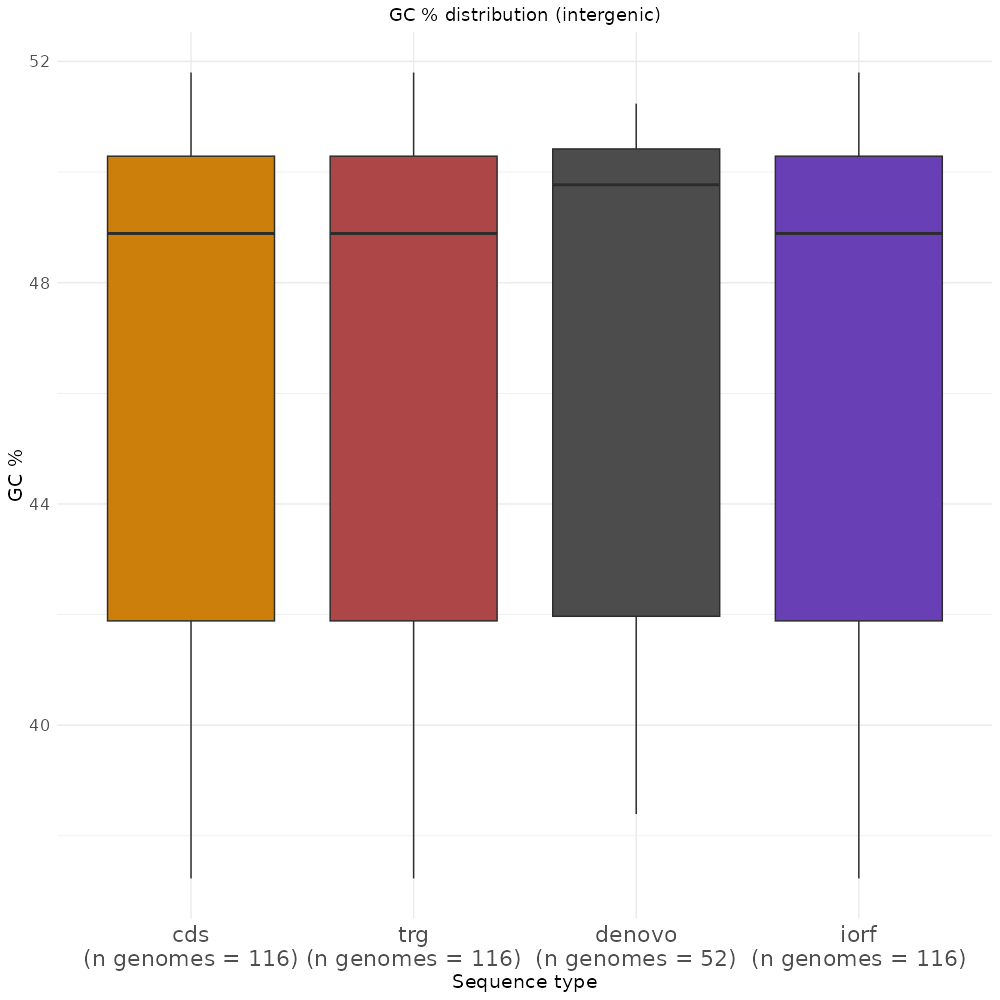 GC % distribution (intergenic)
52
48
44
40
GC %
cds
(n genomes = 116)
trg
(n genomes = 116)
denovo
(n genomes = 52)
iorf
(n genomes = 116)
Sequence type